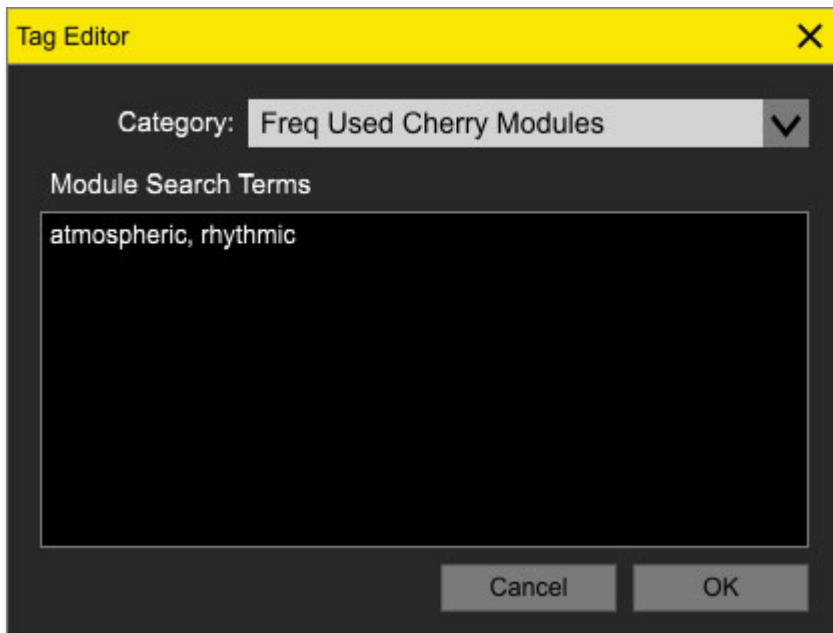 Tag Editor
Category: Freq Used Cherry Modules
Module Search Terms
atmospheric, rhythmic
Cancel OK